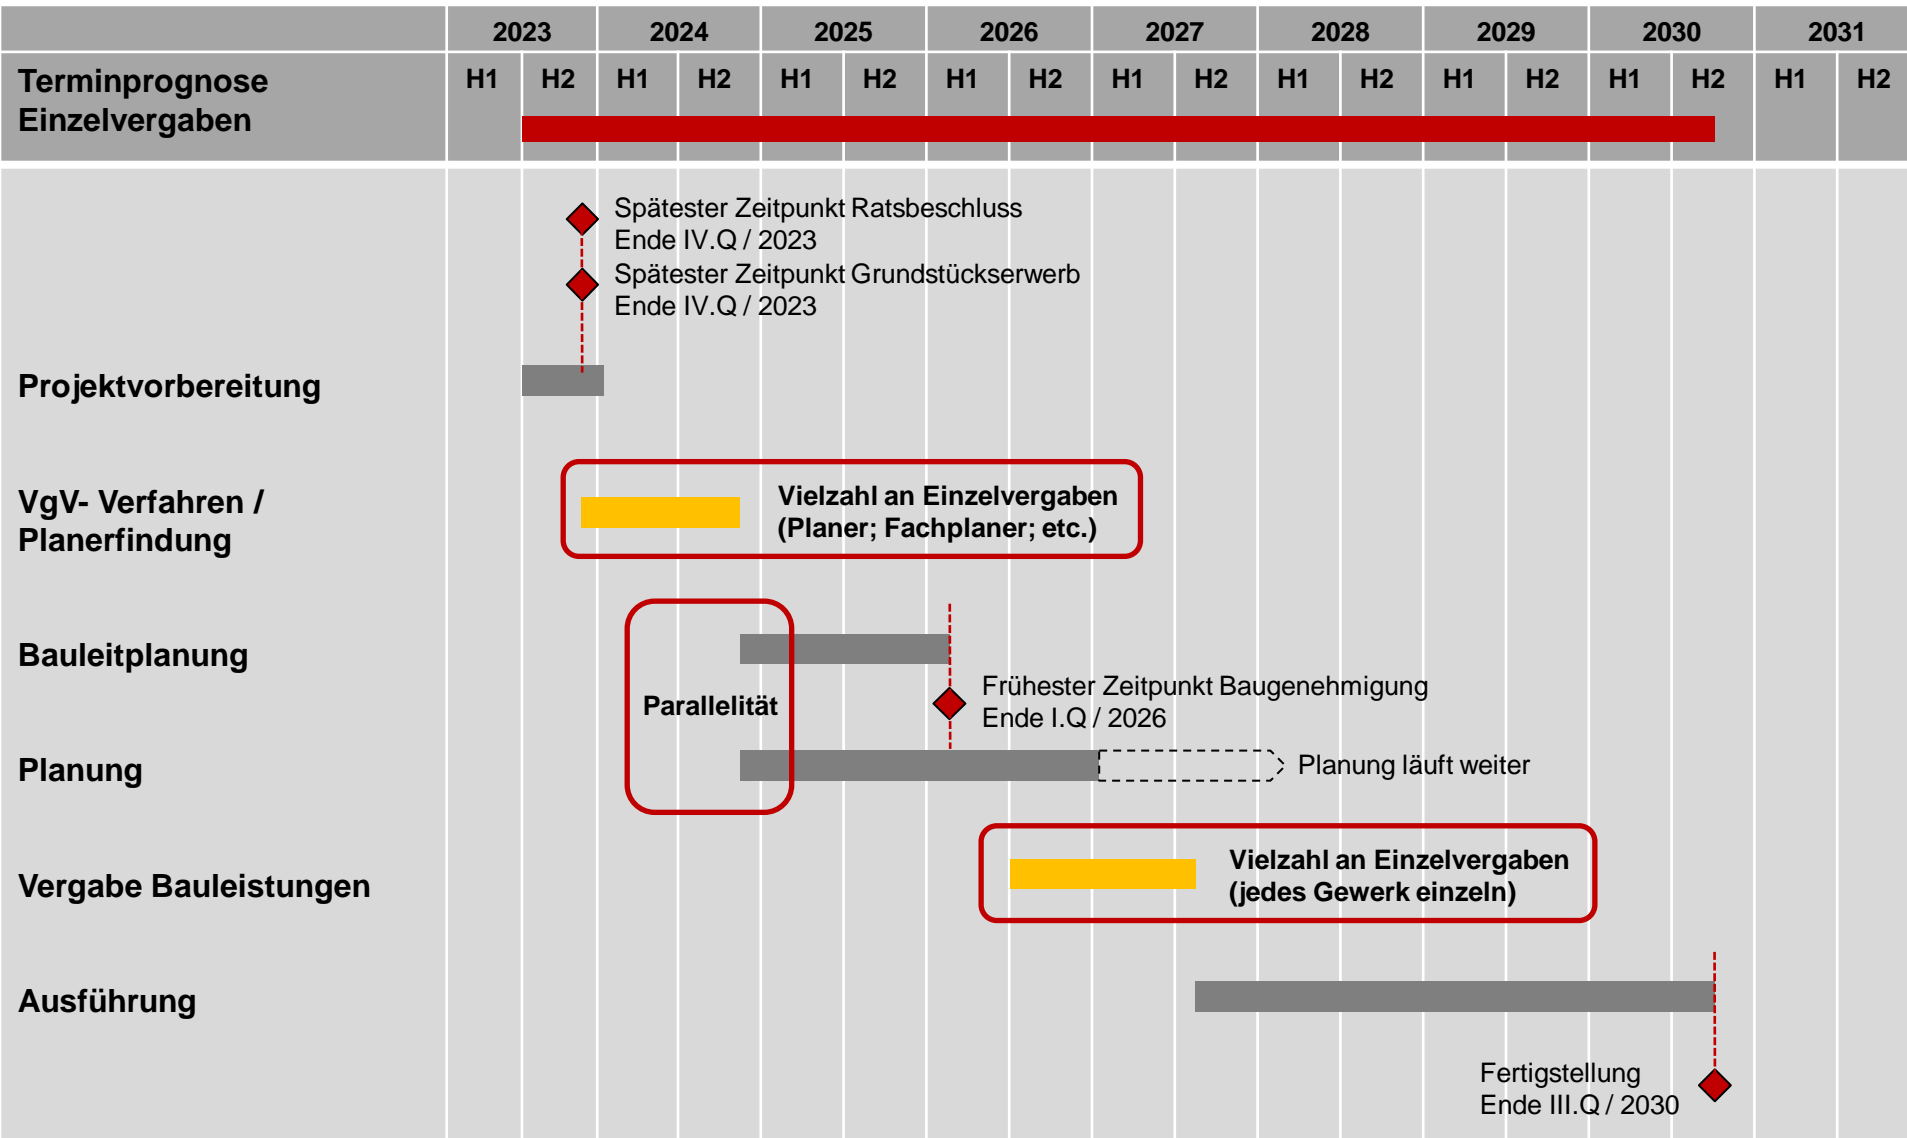 2023 2024 2025 2026 2027 2028 2029 2030 2031
Terminprognose
Einzelvergaben
H1 H2 H1 H2 H1 H2 H1 H2 H1 H2 H1 H2 H1 H2 H1 H2 H1 H2
Spätester Zeitpunkt Ratsbeschluss
Ende IV.Q / 2023
Spätester Zeitpunkt Grundstückserwerb
Ende IV.Q / 2023
Projektvorbereitung
VgV- Verfahren /
Planerfindung
Vielzahl an Einzelvergaben
(Planer; Fachplaner; etc.)
Bauleitplanung
Parallelität
Frühester Zeitpunkt Baugenehmigung
Ende I.Q / 2026
Planung
Planung läuft weiter
Vergabe Bauleistungen
Vielzahl an Einzelvergaben
(jedes Gewerk einzeln)
Ausführung
Fertigstellung
Ende III.Q / 2030